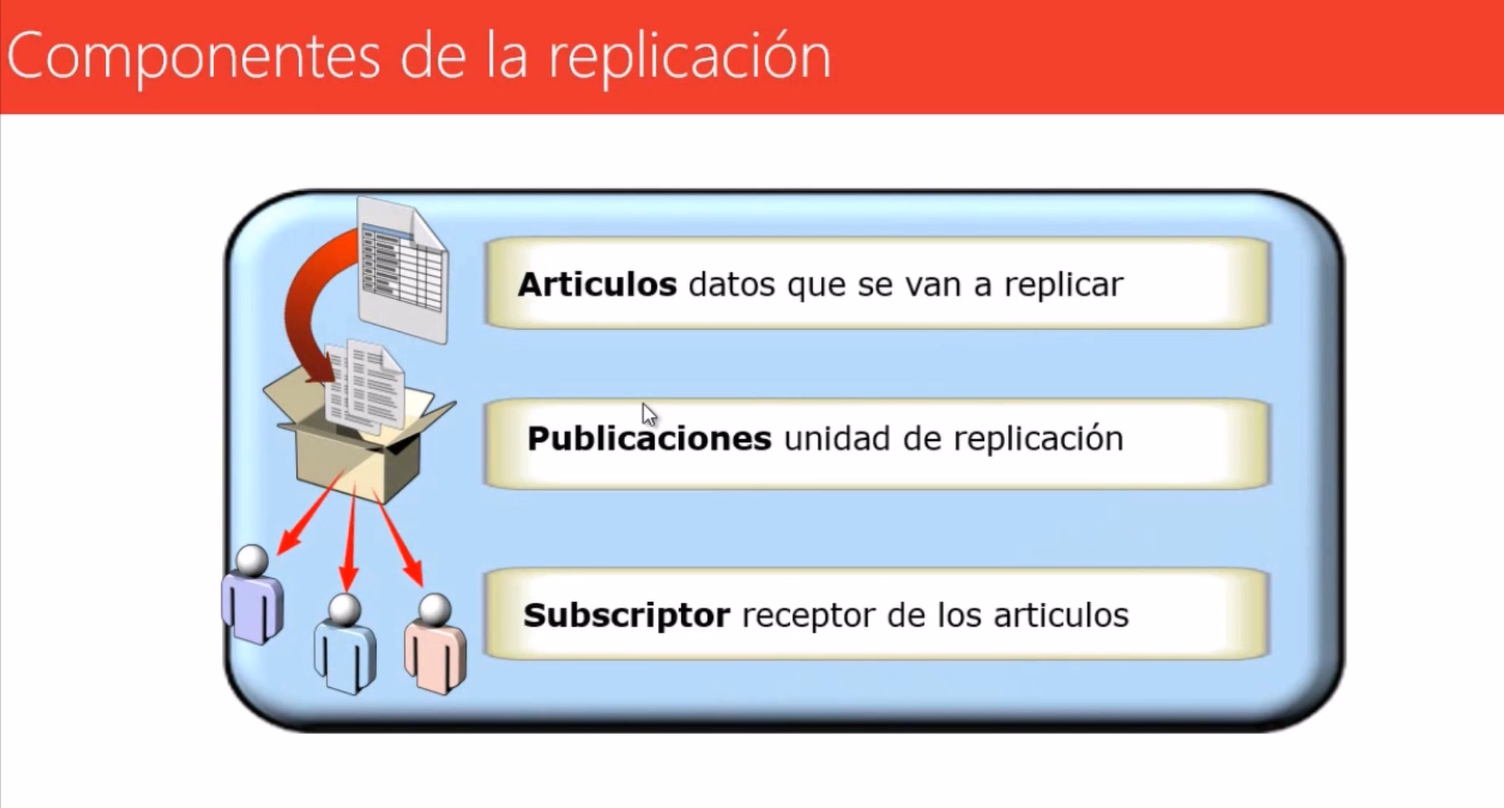 Componentes de la replicación
Articulos datos que se van a replicar
Publicaciones unidad de replicación
Subscriptor receptor de los articulos